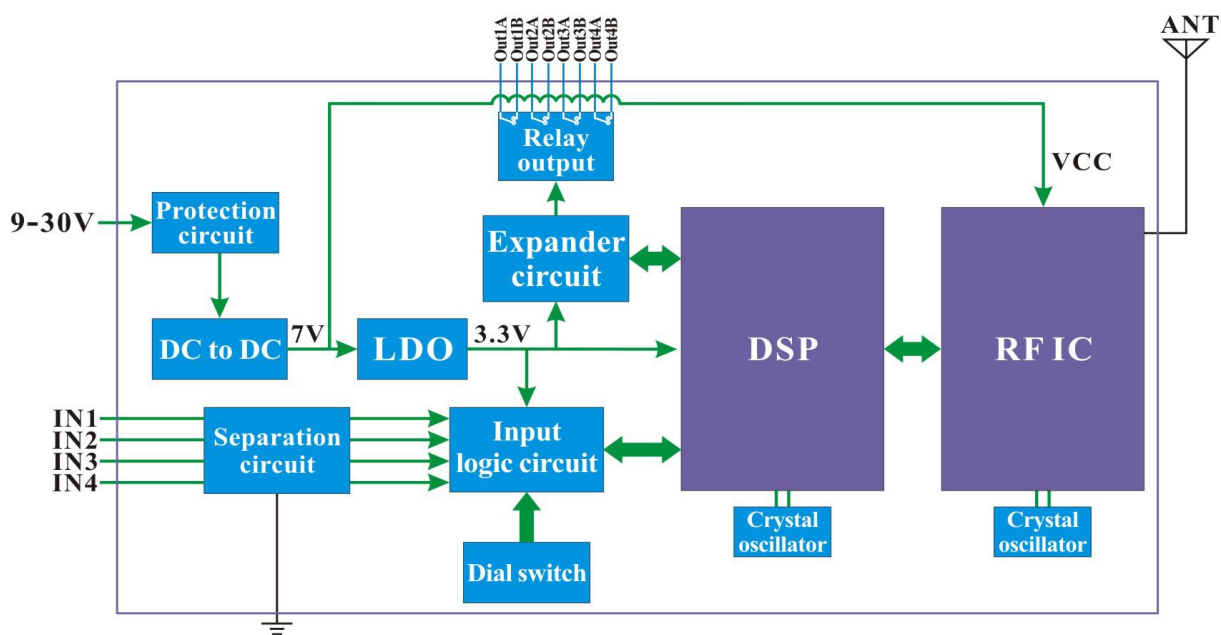 Out1A
Out1B
Out2A
Out2B
Out3A
Out3B
Out4A
Out4B
ANT
Relay
output
VCC
9-30V
Protection
circuit
Expander
circuit
DC to DC
7V
LDO
3.3V
DSP
RF IC
IN1
IN2
IN3
IN4
Separation
circuit
Input
logic circuit
Crystal
oscillator
Crystal
oscillator
Dial switch